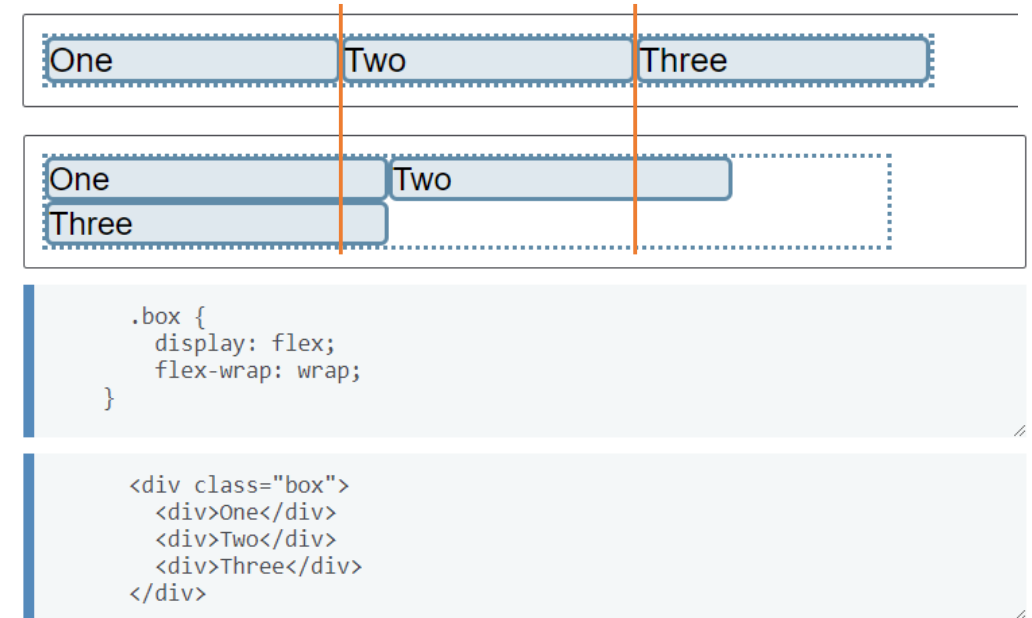 One Two Three
One Two
Three
.box {
display: flex;
flex-wrap: wrap;
}
<div class="box">
<div>One</div>
<div>Two</div>
<div>Three</div>
</div>